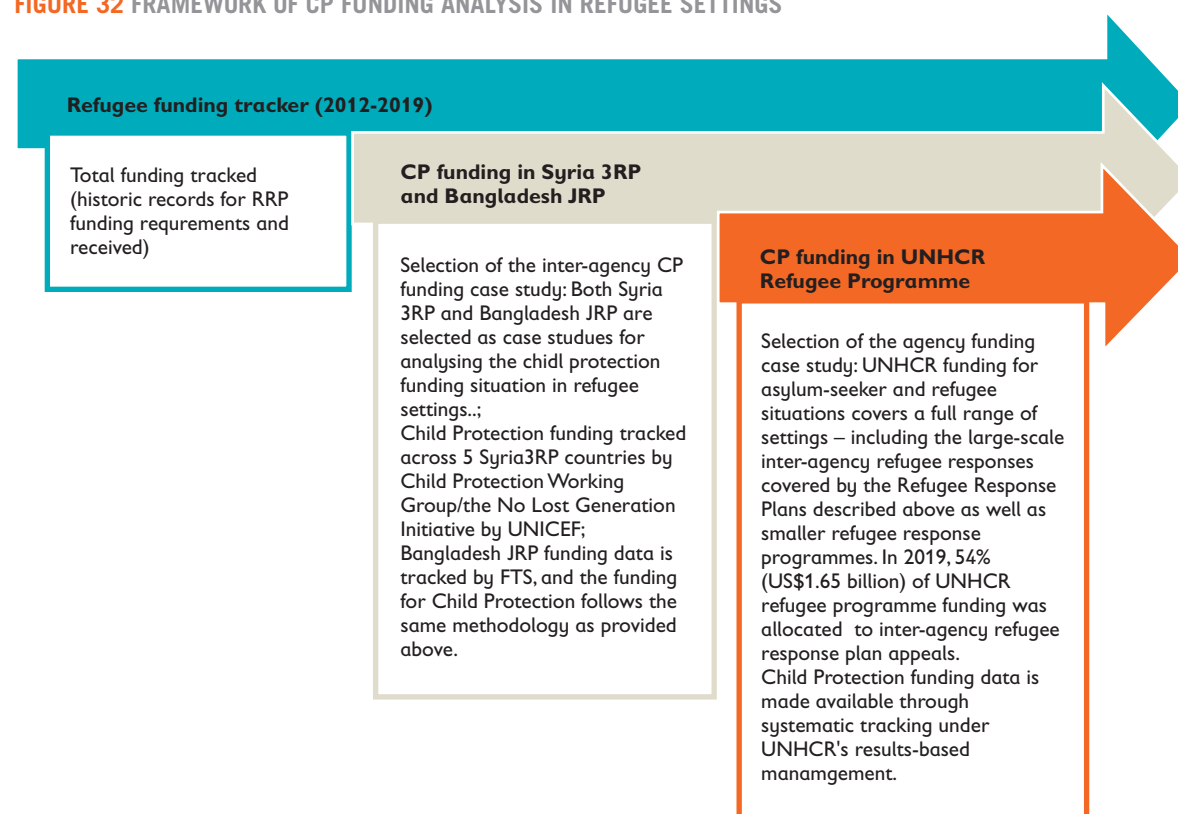 FIGURE 32 FRAMEWORK OF CP FUNDING ANALYSIS IN REFUGEE SETTINGS
Refugee funding tracker (2012-2019)
Total funding tracked
(historic records for RRP
funding requrements and
received)
CP funding in Syria 3RP
and Bangladesh JRP
Selection of the inter-agency CP
funding case study: Both Syria
3RP and Bangladesh JRP are
selected as case studues for
analysing the chidl protection
funding situation in refugee
settings..;
Child Protection funding tracked
across 5 Syria3RP countries by
Child Protection Working
Group/the No Lost Generation
Initiative by UNICEF;
Bangladesh JRP funding data is
tracked by FTS, and the funding
for Child Protection follows the
same methodology as provided
above.
CP funding in UNHCR
Refugee Programme
Selection of the agency funding
case study: UNHCR funding for
asylum-seeker and refugee
situations covers a full range of
settings – including the large-scale
inter-agency refugee responses
covered by the Refugee Response
Plans described above as well as
smaller refugee response
programmes. In 2019, 54%
(US$1.65 billion) of UNHCR
refugee programme funding was
allocated to inter-agency refugee
response plan appeals.
Child Protection funding data is
made available through
systematic tracking under
UNHCR's results-based
manamgement.